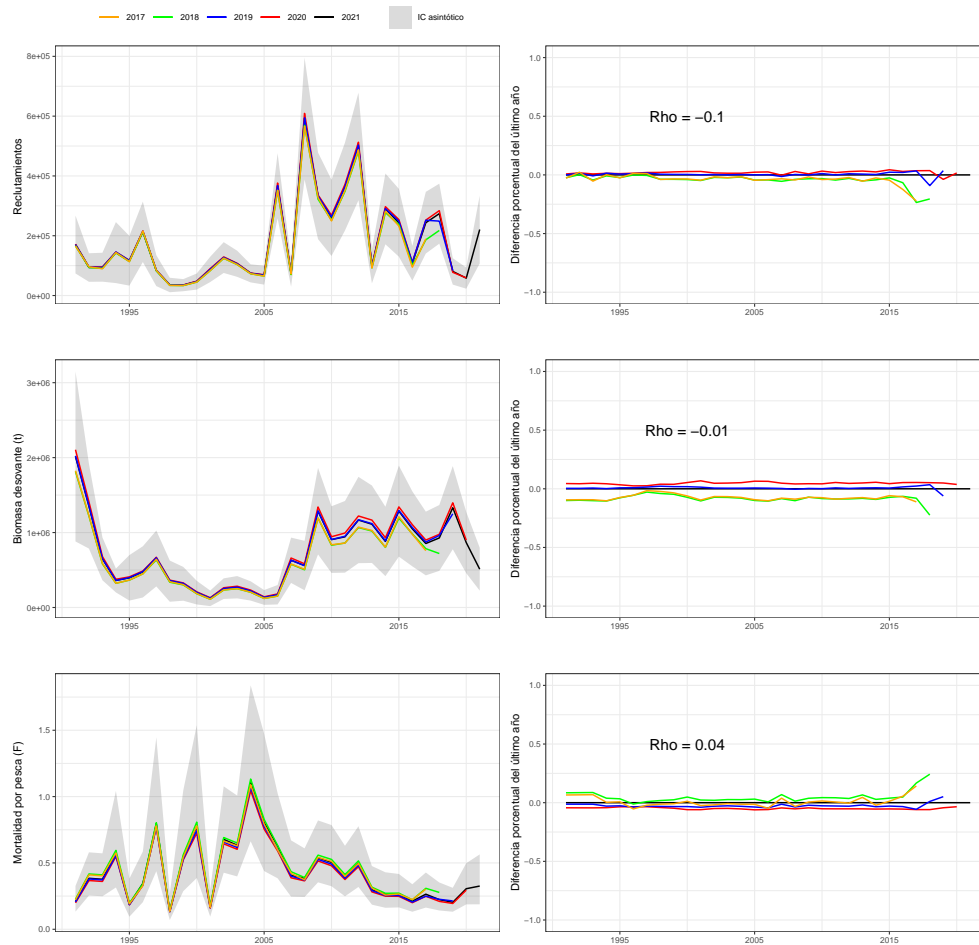 2017 2018 2019 2020 2021 IC asintótico
Reclutamientos
8e+05
6e+05
4e+05
2e+05
0e+00
1995 2005 2015
Diferencia porcentual del último año
1.0
0.5
0.0
−0.5
−1.0
Rho = −0.1
1995 2005 2015
Biomasa desovante (t)
3e+06
2e+06
1e+06
0e+00
1995 2005 2015
Diferencia porcentual del último año
1.0
0.5
0.0
−0.5
−1.0
Rho = −0.01
1995 2005 2015
Mortalidad por pesca (F)
1.5
1.0
0.5
0.0
1995 2005 2015
Diferencia porcentual del último año
1.0
0.5
0.0
−0.5
−1.0
Rho = 0.04
1995 2005 2015